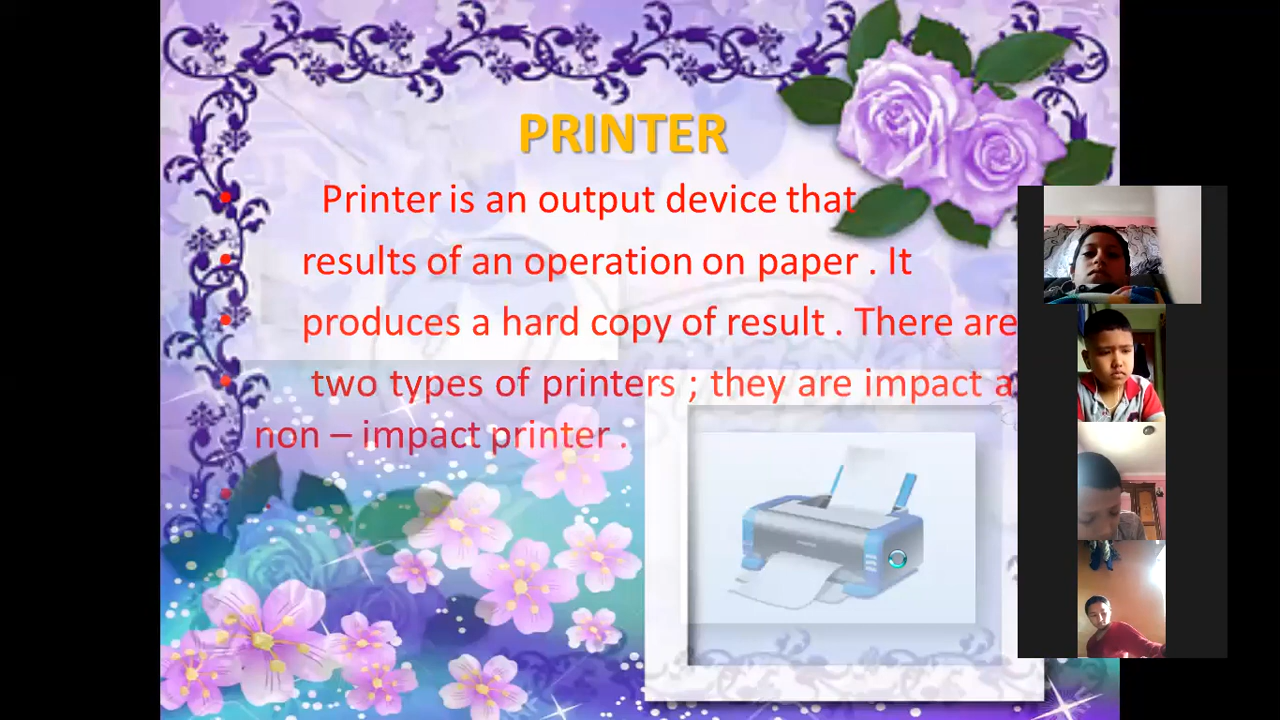 PRINTER
Printer is an output device that
results of an operation on paper . It
produces a hard copy of result . There are
two types of printers ; they are impact a
non – impact printer .